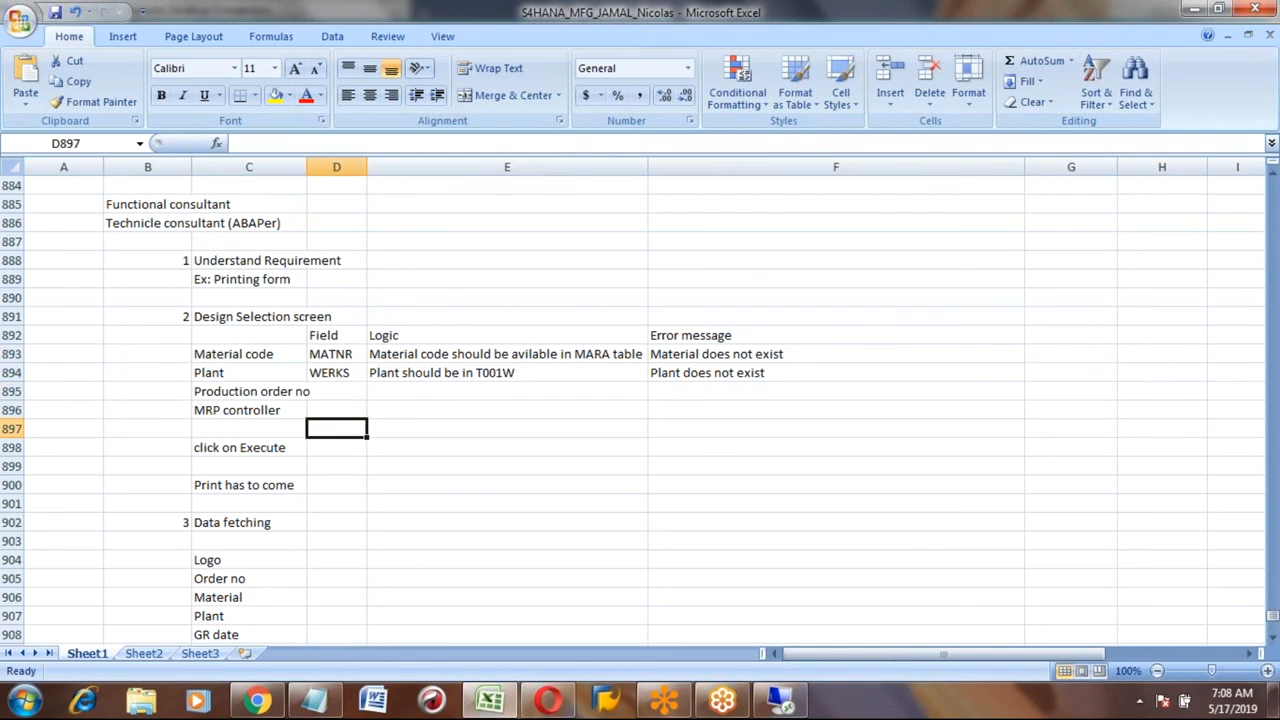 S4HANA_MFG_JAMAL_Nicolas - Microsoft Excel
Home Insert Page Layout Formulas Data Review View
Paste Cut Copy Format Painter Clipboard
Calibri 11 B I U A Font
Wrap Text Merge & Center Alignment
General $ % , Number
Conditional Formatting Format as Table Cell Styles Styles
Insert Delete Format Cells
Σ AutoSum Fill Clear Sort & Filter Find & Select Editing
D897 fx
A B C D E F G H I
884
885 Functional consultant
886 Technicle consultant (ABAPer)
887
888 1 Understand Requirement
889 Ex: Printing form
890
891 2 Design Selection screen
892 Field Logic Error message
893 Material code MATNR Material code should be avilable in MARA table Material does not exist
894 Plant WERKS Plant should be in T001W Plant does not exist
895 Production order no
896 MRP controller
897
898 click on Execute
899
900 Print has to come
901
902 3 Data fetching
903
904 Logo
905 Order no
906 Material
907 Plant
908 GR date
Sheet1 Sheet2 Sheet3
Ready 100%
7:08 AM
5/17/2019